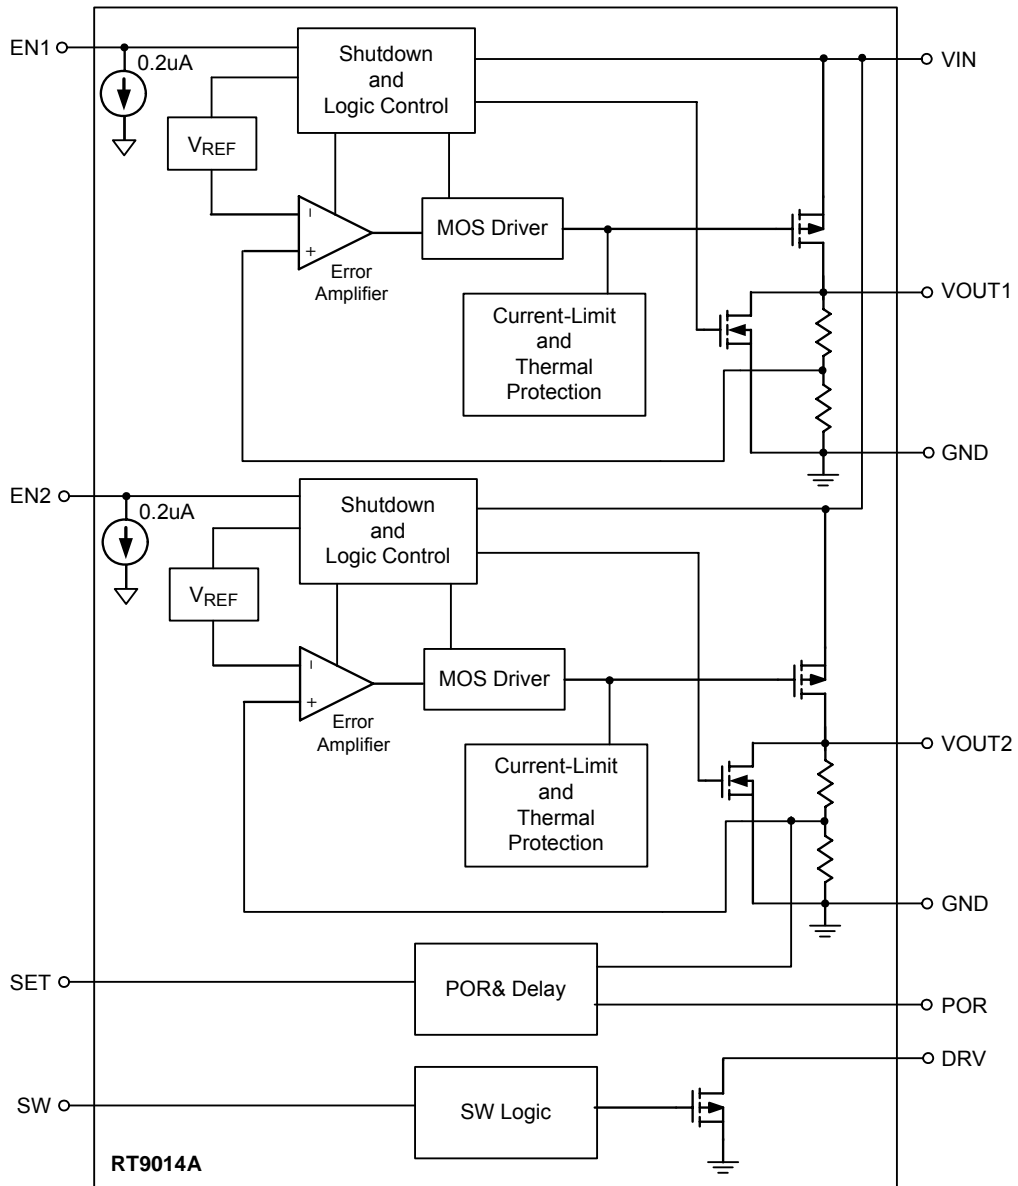 EN1
0.2uA
Shutdown
and
Logic Control
VIN
VREF
MOS Driver
Error
Amplifier
Current-Limit
and
Thermal
Protection
VOUT1
GND
EN2
0.2uA
Shutdown
and
Logic Control
VREF
MOS Driver
Error
Amplifier
Current-Limit
and
Thermal
Protection
VOUT2
GND
SET
POR& Delay
POR
DRV
SW
SW Logic
RT9014A